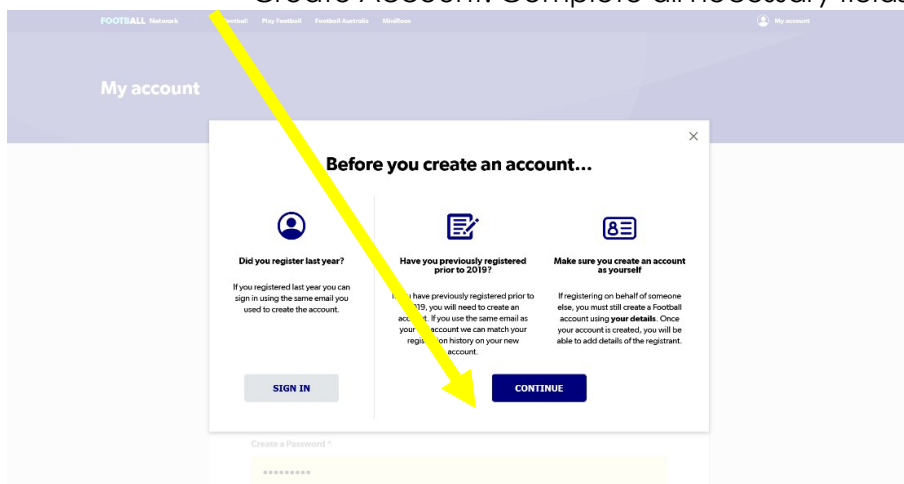 Create Account. Complete all necessary fields
FOOTBALL Network Football Play Football Football Australia MiniRoos My account
My account
Before you create an account...
Did you register last year?
If you registered last year you can
sign in using the same email you
used to create the account.
SIGN IN
Have you previously registered
prior to 2019?
have previously registered prior to
you will need to create an
If you use the same email as
your account we can match your
history on your new
account.
Make sure you create an account
as yourself
If registering on behalf of someone
else, you must still create a Football
account using your details. Once
your account is created, you will be
able to add details of the registrant.
CONTINUE
Create a Password *
•••••••••